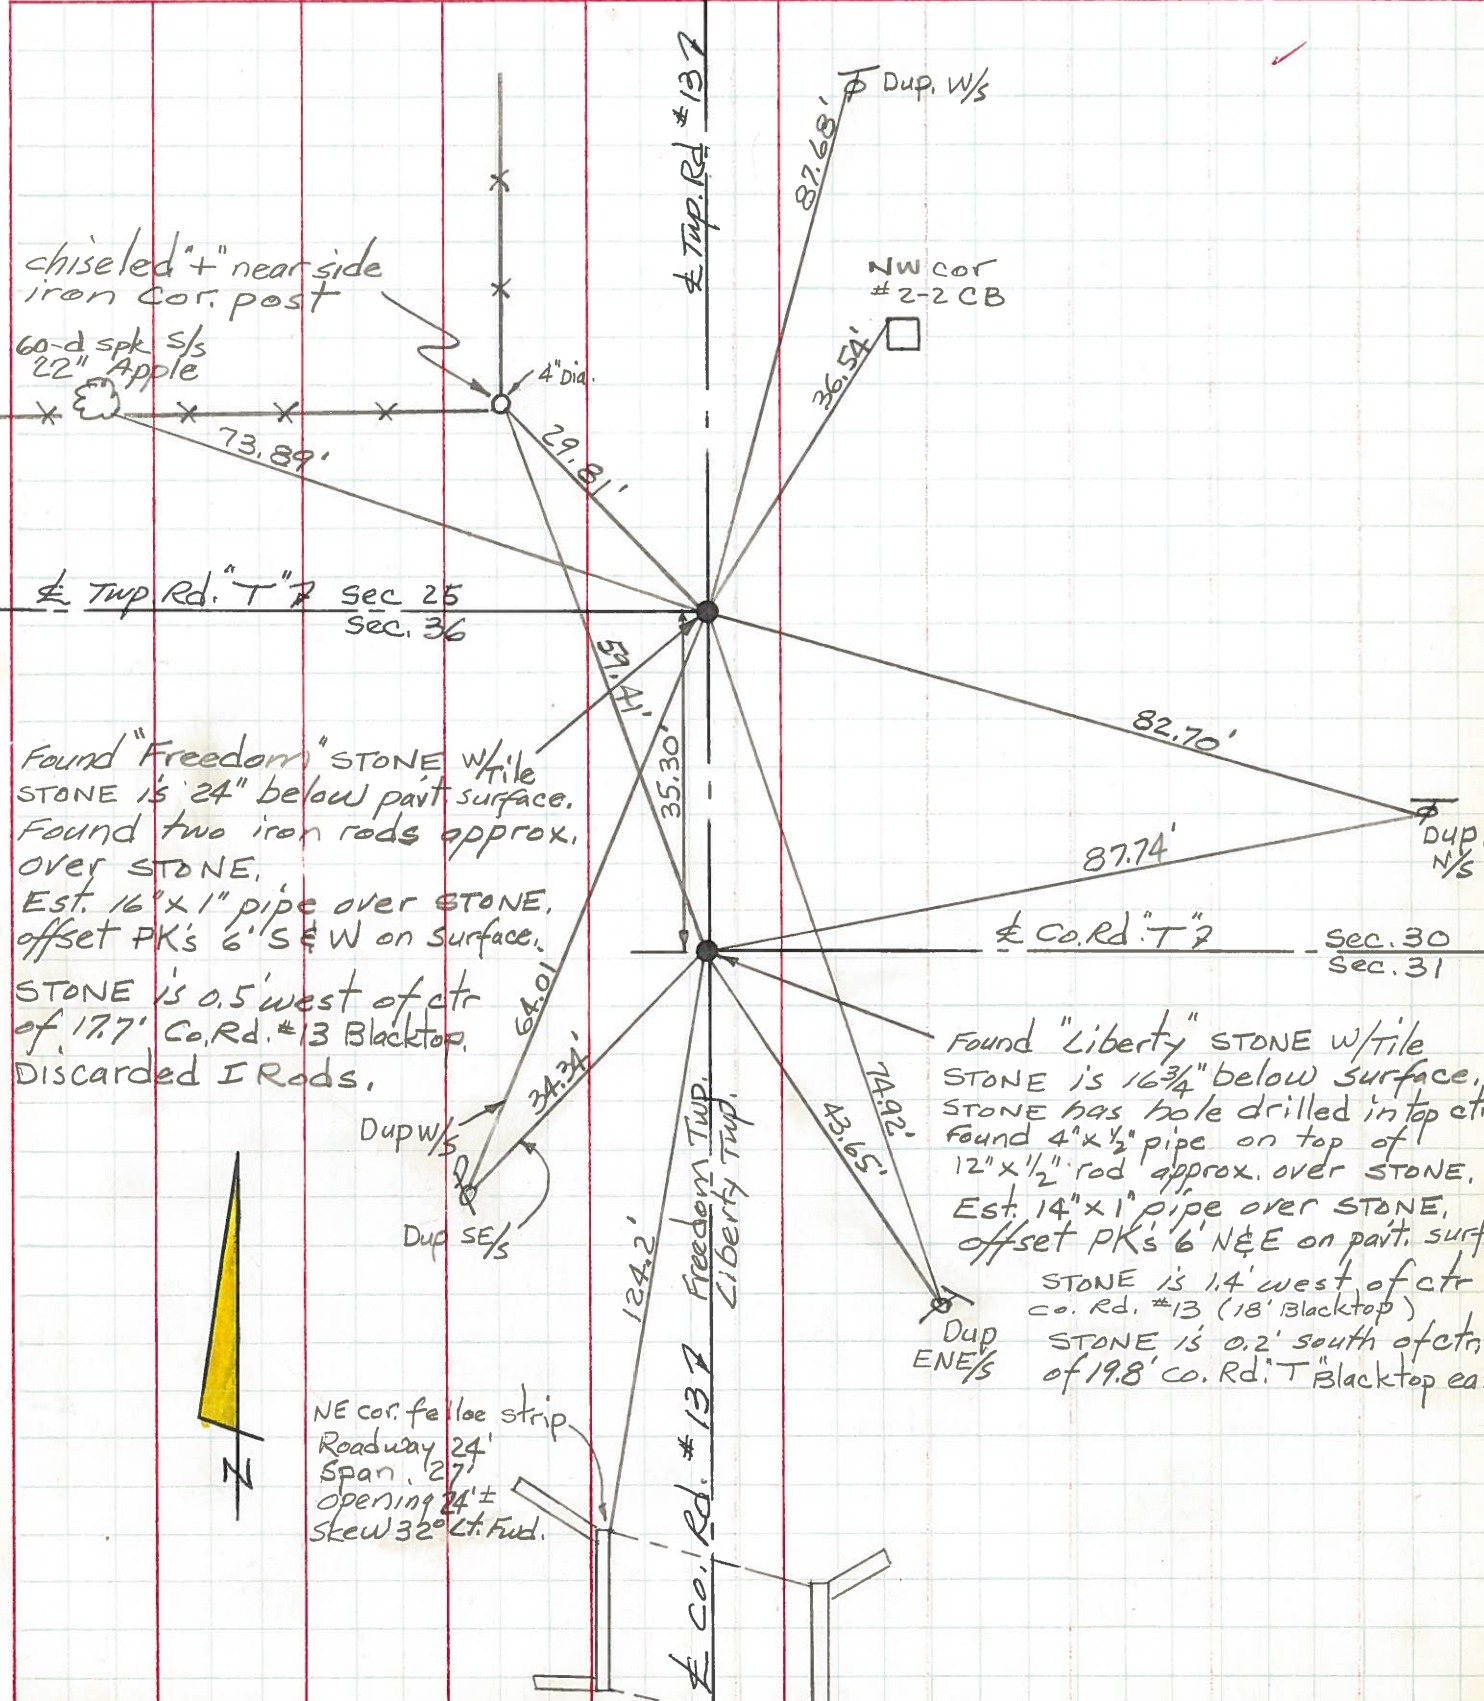 ℄ Twp. Rd #13
Dup. W/s
87.68'
chiseled "+" near side
iron Cor. post
NW cor
#2-2 CB
60-d spk S/s
22" Apple
4" Dia.
36.54'
73.89'
29.81'
℄ Twp Rd. "T"
Sec 25
Sec. 36
59.41'
35.30'
82.70'
Found "Freedom" STONE W/Tile
STONE is 24" below pavt. surface.
Found two iron rods approx.
over STONE.
Est. 16" x 1" pipe over STONE.
offset PK's 6' S & W on Surface.
STONE is 0.5' west of ctr
of 17.7' Co. Rd. #13 Blacktop.
Discarded I Rods.
87.74'
Dup
N/s
℄ Co. Rd. "T"
Sec. 30
Sec. 31
64.01
34.34'
Dup W/s
Dup SE/s
74.92'
43.65'
Found "Liberty" STONE W/Tile
STONE is 16 3/4" below surface.
STONE has hole drilled in top ct
Found 4" x 1/2" pipe on top of
12" x 1/2" rod approx. over STONE.
Est. 14" x 1" pipe over STONE.
offset PK's 6' N & E on pavt. surf
STONE is 1.4' west of ctr
co. Rd. #13 (18' Blacktop)
STONE is 0.2' south of ctr
of 19.8' Co. Rd. "T" Blacktop ea
Dup
ENE/s
124.2'
Freedom Twp.
Liberty Twp.
℄ Co. Rd. #13
N
NE cor. felloe strip
Roadway 24'
Span 27'
opening 24'±
Skew 32° Lt. Fwd.